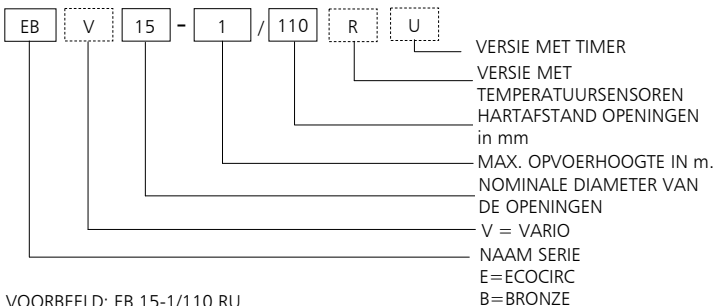 EB V 15 - 1 / 110 R U
VERSIE MET TIMER
VERSIE MET
TEMPERATUURSENSOREN
HARTAFSTAND OPENINGEN
in mm
MAX. OPVOERHOOGTE IN m.
NOMINALE DIAMETER VAN
DE OPENINGEN
V = VARIO
NAAM SERIE
E=ECOCIRC
B=BRONZE
VOORBEELD: EB 15-1/110 RU